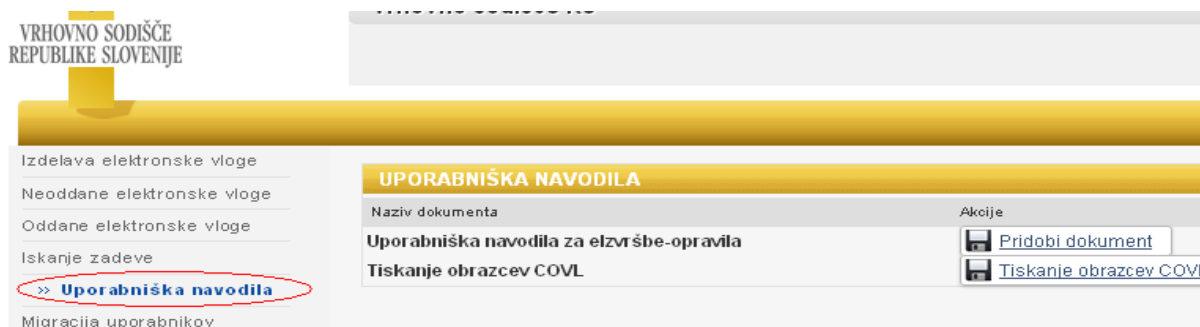 VRHOVNO SODIŠČE
REPUBLIKE SLOVENIJE
Izdelava elektronske vloge
Neoddane elektronske vloge
Oddane elektronske vloge
Iskanje zadeve
» Uporabniška navodila
Migracija uporabnikov
UPORABNIŠKA NAVODILA
Naziv dokumenta Akcije
Uporabniška navodila za eIzvršbe-opravila Pridobi dokument
Tiskanje obrazcev COVL Tiskanje obrazcev COVL